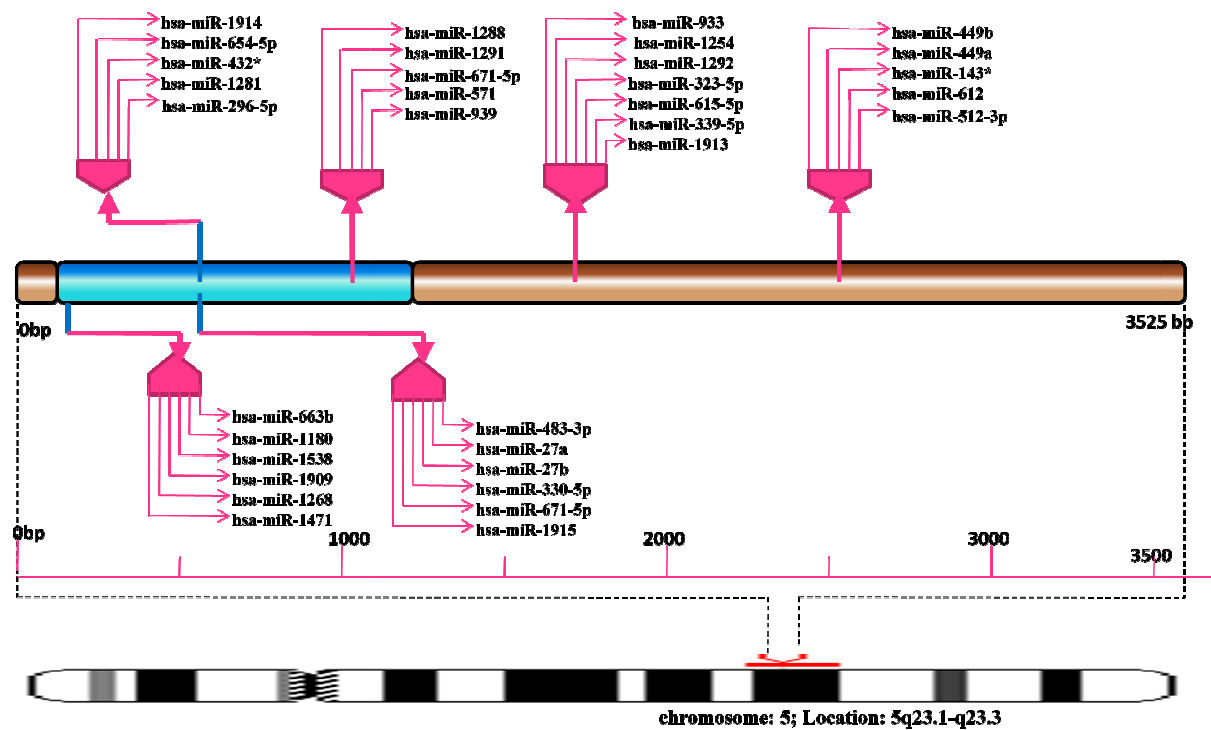 hsa-miR-1914
hsa-miR-654-5p
hsa-miR-432*
hsa-miR-1281
hsa-miR-296-5p
hsa-miR-1288
hsa-miR-1291
hsa-miR-671-5p
hsa-miR-571
hsa-miR-939
hsa-miR-933
hsa-miR-1254
hsa-miR-1292
hsa-miR-323-5p
hsa-miR-615-5p
hsa-miR-339-5p
hsa-miR-1913
hsa-miR-449b
hsa-miR-449a
hsa-miR-143*
hsa-miR-612
hsa-miR-512-3p
0bp
3525 bp
hsa-miR-663b
hsa-miR-1180
hsa-miR-1538
hsa-miR-1909
hsa-miR-1268
hsa-miR-1471
hsa-miR-483-3p
hsa-miR-27a
hsa-miR-27b
hsa-miR-330-5p
hsa-miR-671-5p
hsa-miR-1915
0bp
1000
2000
3000
3500
chromosome: 5; Location: 5q23.1-q23.3